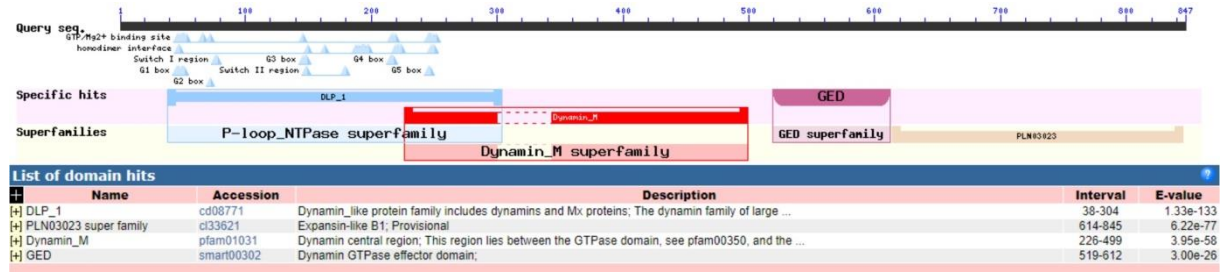 1 100 200 300 400 500 600 700 800 847
Query seq.
GTP/Mg2+ binding site
homodimer interface
Switch I region G3 box G4 box
G1 box Switch II region G5 box
G2 box
Specific hits DLP_1 GED
Dynamin_M
Superfamilies P-loop_NTPase superfamily GED superfamily PLN03023
Dynamin_M superfamily
List of domain hits ?
+ Name Accession Description Interval E-value
[+] DLP_1 cd08771 Dynamin_like protein family includes dynamins and Mx proteins; The dynamin family of large ... 38-304 1.33e-133
[+] PLN03023 super family cl33621 Expansin-like B1; Provisional 614-845 6.22e-77
[+] Dynamin_M pfam01031 Dynamin central region; This region lies between the GTPase domain, see pfam00350, and the ... 226-499 3.95e-58
[+] GED smart00302 Dynamin GTPase effector domain; 519-612 3.00e-26